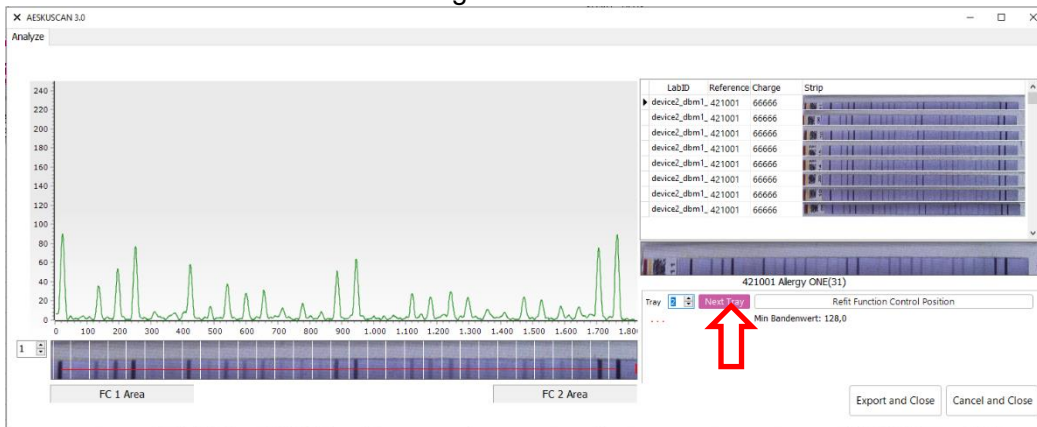 AESKUSCAN 3.0
Analyze
240
220
200
180
160
140
120
100
80
60
40
20
0
0 100 200 300 400 500 600 700 800 900 1.000 1.100 1.200 1.300 1.400 1.500 1.600 1.700 1.80
1
FC 1 Area FC 2 Area
LabID Reference Charge Strip
device2_dbm1_ 421001 66666
device2_dbm1_ 421001 66666
device2_dbm1_ 421001 66666
device2_dbm1_ 421001 66666
device2_dbm1_ 421001 66666
device2_dbm1_ 421001 66666
device2_dbm1_ 421001 66666
device2_dbm1_ 421001 66666
421001 Allergy ONE(31)
Tray 2 Next Tray Refit Function Control Position
... Min Bandenwert: 128,0
Export and Close Cancel and Close